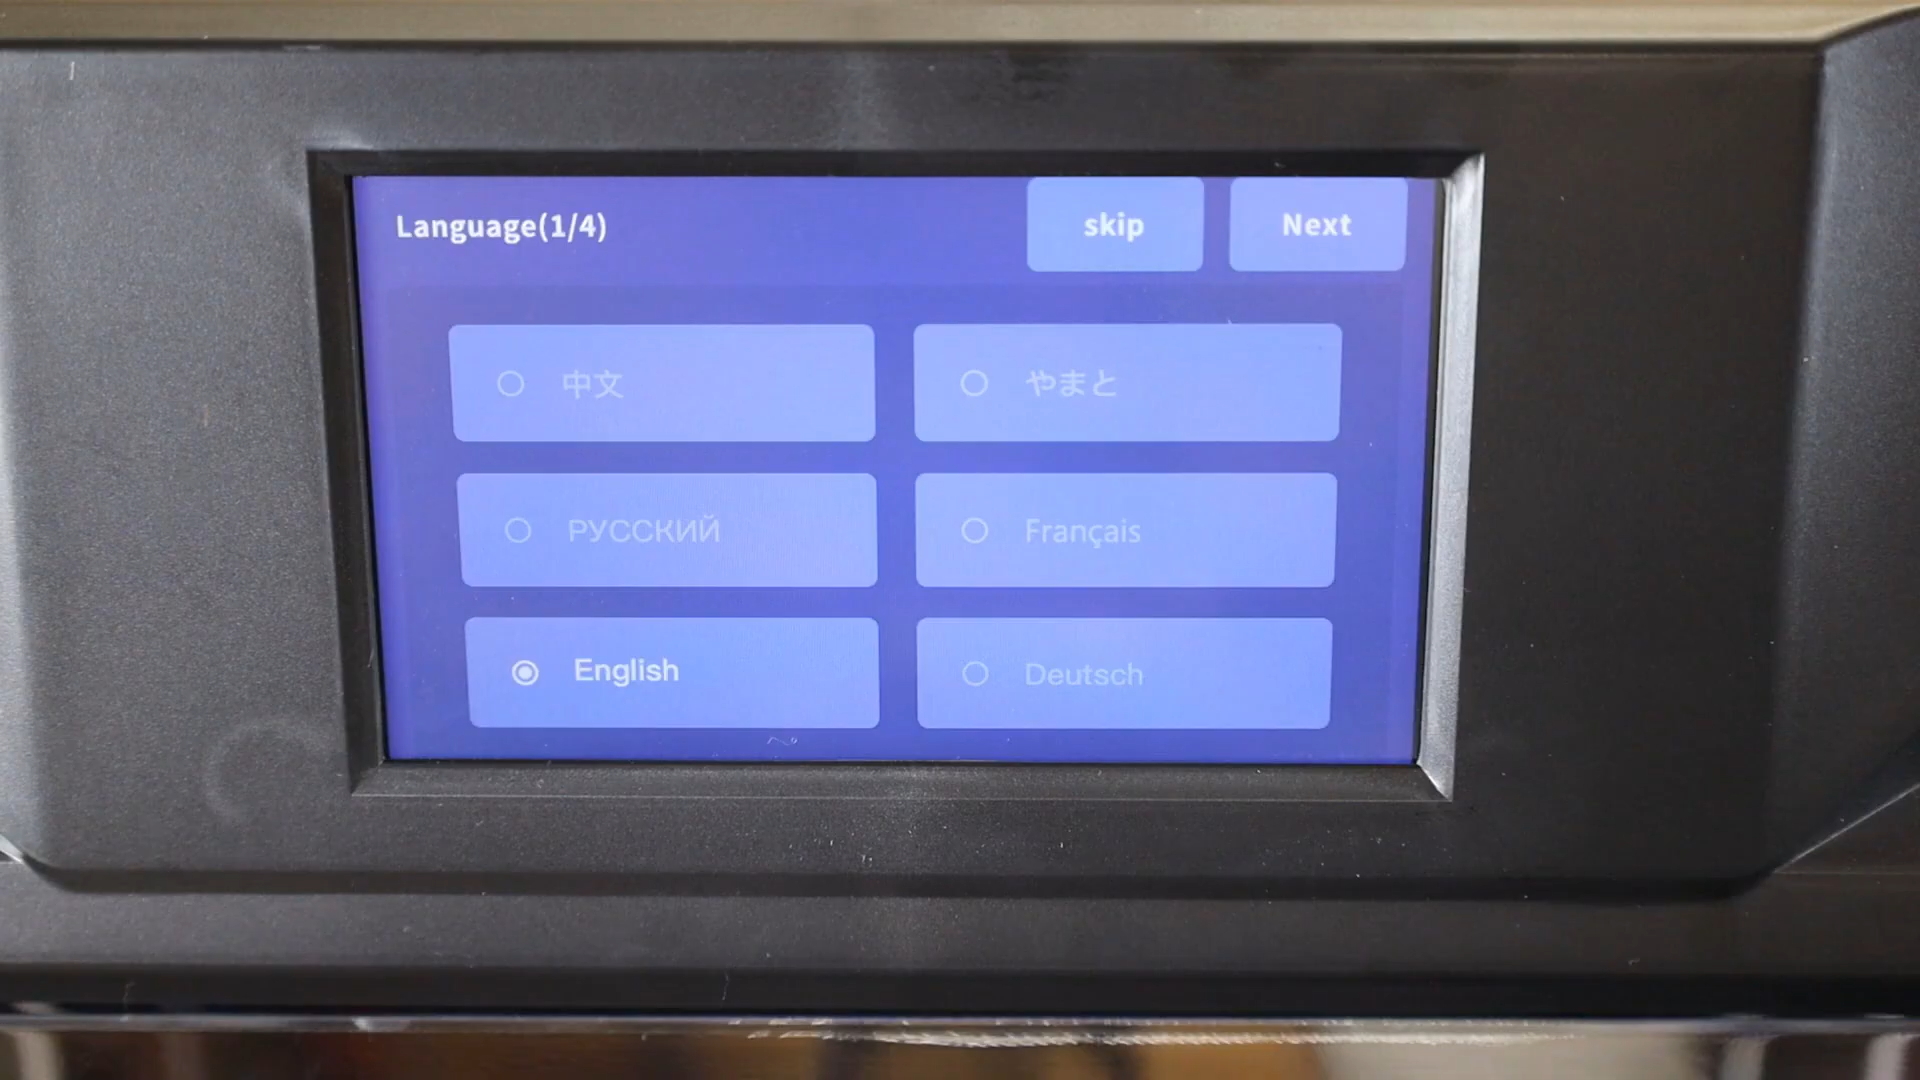 Language(1/4)
skip
Next
中文
やまと
РУССКИЙ
Français
English
Deutsch